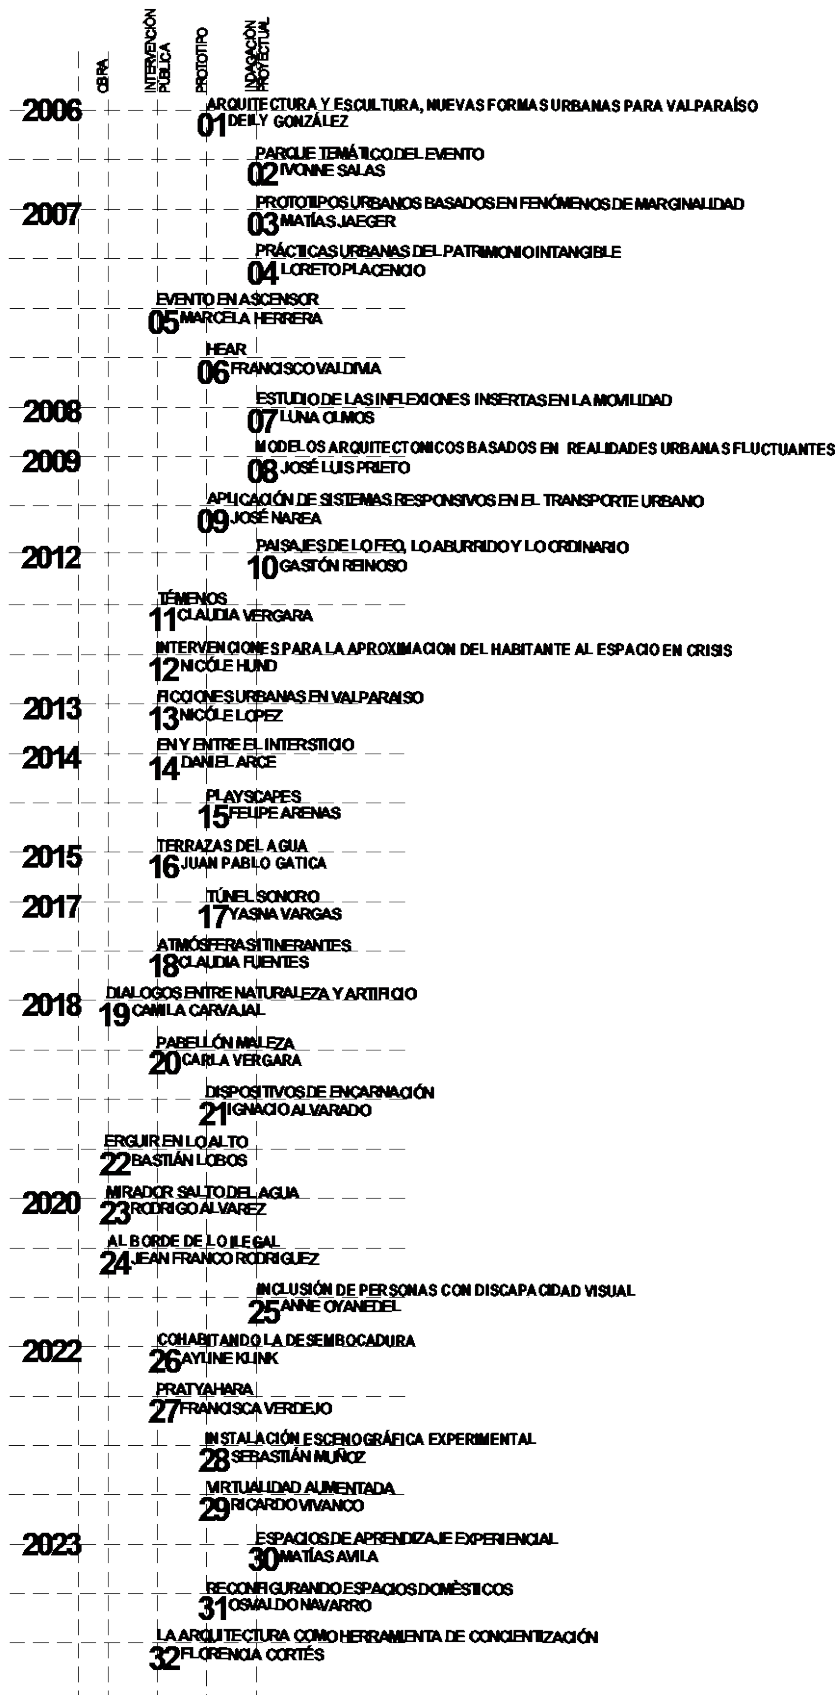 OBRA
INTERVENCIÓN
PÚBLICA
PROTOTIPO
INDAGACIÓN
PROYECTUAL
2006
ARQUITECTURA Y ESCULTURA, NUEVAS FORMAS URBANAS PARA VALPARAÍSO
01 DEILY GONZÁLEZ
PARQUE TEMÁTICO DEL EVENTO
02 IVONNE SALAS
2007
PROTOTIPOS URBANOS BASADOS EN FENÓMENOS DE MARGINALIDAD
03 MATÍAS JAEGER
PRÁCTICAS URBANAS DEL PATRIMONIO INTANGIBLE
04 LORETO PLACENCIO
EVENTO EN ASCENSOR
05 MARCELA HERRERA
HEAR
06 FRANCISCO VALDIVIA
2008
ESTUDIO DE LAS INFLEXIONES INSERTAS EN LA MOVILIDAD
07 LUNA OLMOS
2009
MODELOS ARQUITECTONICOS BASADOS EN REALIDADES URBANAS FLUCTUANTES
08 JOSÉ LUIS PRIETO
APLICACIÓN DE SISTEMAS RESPONSIVOS EN EL TRANSPORTE URBANO
09 JOSÉ NAREA
2012
PAISAJES DE LO FEO, LO ABURRIDO Y LO ORDINARIO
10 GASTÓN REINOSO
TÉMENOS
11 CLAUDIA VERGARA
INTERVENCIONES PARA LA APROXIMACION DEL HABITANTE AL ESPACIO EN CRISIS
12 NICÓLE HUND
2013
FICCIONES URBANAS EN VALPARAISO
13 NICÓLE LOPEZ
2014
EN Y ENTRE EL INTERSTICIO
14 DANIEL ARCE
PLAYSCAPES
15 FELIPE ARENAS
2015
TERRAZAS DEL AGUA
16 JUAN PABLO GATICA
2017
TÚNEL SONORO
17 YASNA VARGAS
ATMÓSFERAS ITINERANTES
18 CLAUDIA FUENTES
2018
DIALOGOS ENTRE NATURALEZA Y ARTIFICIO
19 CAMILA CARVAJAL
PABELLÓN MALEZA
20 CARLA VERGARA
DISPOSITIVOS DE ENCARNACIÓN
21 IGNACIO ALVARADO
ERGUIR EN LO ALTO
22 BASTIÁN LOBOS
2020
MIRADOR SALTO DEL AGUA
23 RODRIGO ALVAREZ
AL BORDE DE LO ILEGAL
24 JEAN FRANCO RODRIGUEZ
INCLUSIÓN DE PERSONAS CON DISCAPACIDAD VISUAL
25 ANNE OYANEDEL
2022
COHABITANDO LA DESEMBOCADURA
26 AYLINE KLINK
PRATYAHARA
27 FRANCISCA VERDEJO
INSTALACIÓN ESCENOGRÁFICA EXPERIMENTAL
28 SEBASTIÁN MUÑOZ
VIRTUALIDAD AUMENTADA
29 RICARDO VIVANCO
2023
ESPACIOS DE APRENDIZAJE EXPERIENCIAL
30 MATÍAS AVILA
RECONFIGURANDO ESPACIOS DOMÈSTICOS
31 OSVALDO NAVARRO
LA ARQUITECTURA COMO HERRAMIENTA DE CONCIENTIZACIÓN
32 FLORENCIA CORTÉS